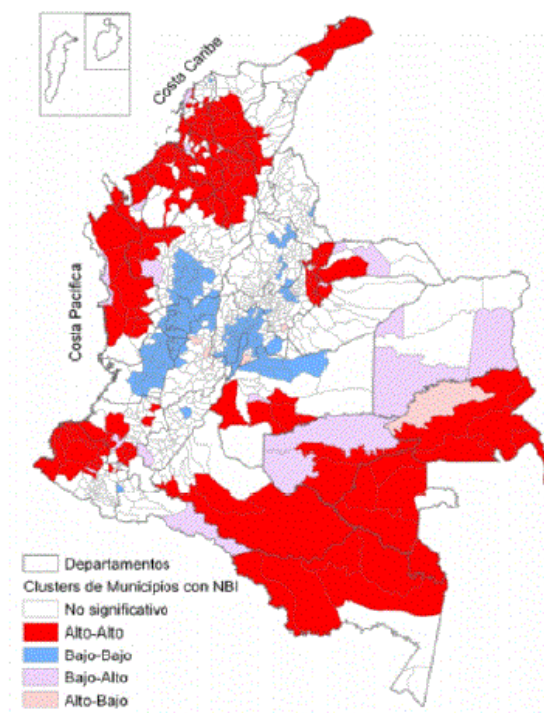 Costa Caribe
Costa Pacífica
Departamentos
Clusters de Municipios con NBI
No significativo
Alto-Alto
Bajo-Bajo
Bajo-Alto
Alto-Bajo